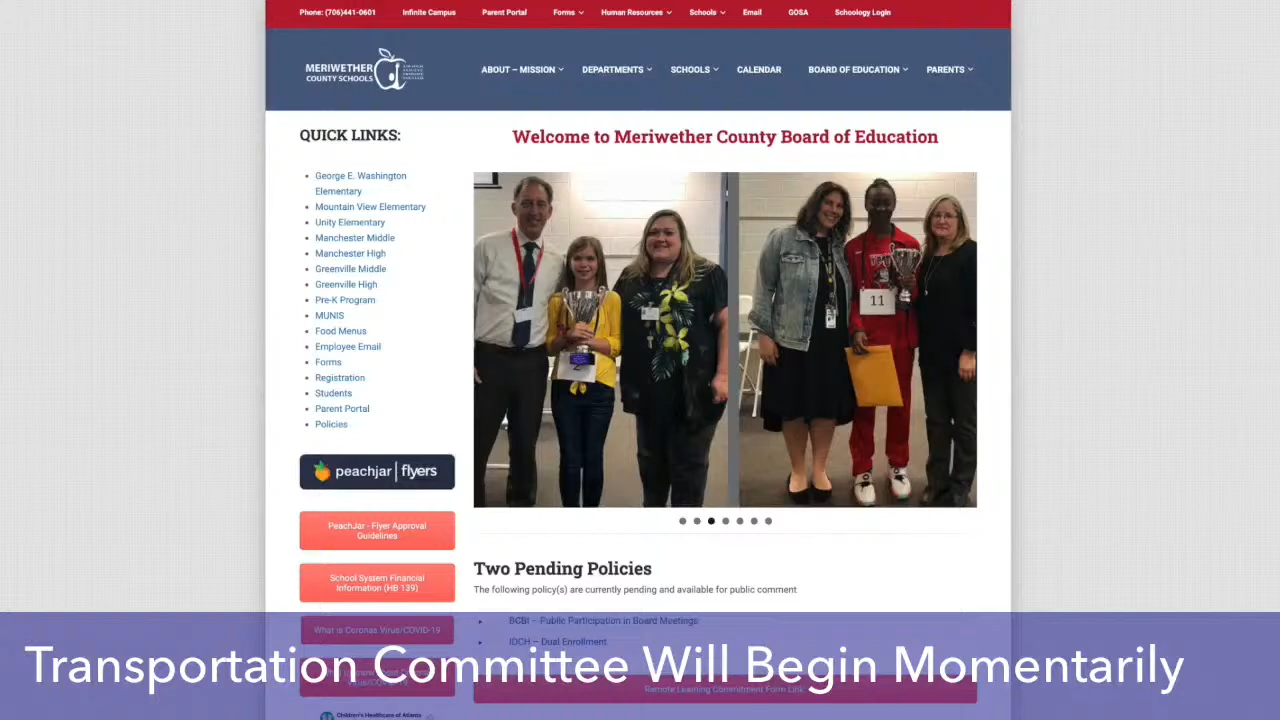 Phone: (706)441-0601 Infinite Campus Parent Portal Forms Human Resources Schools Email GOSA Schoology Login
MERIWETHER
COUNTY SCHOOLS
ABOUT – MISSION DEPARTMENTS SCHOOLS CALENDAR BOARD OF EDUCATION PARENTS
QUICK LINKS:
George E. Washington
Elementary
Mountain View Elementary
Unity Elementary
Manchester Middle
Manchester High
Greenville Middle
Greenville High
Pre-K Program
MUNIS
Food Menus
Employee Email
Forms
Registration
Students
Parent Portal
Policies
peachjar | flyers
PeachJar - Flyer Approval
Guidelines
School System Financial
Information (HB 139)
What is Coronas Virus/COVID-19
Children's Healthcare of Atlanta
Welcome to Meriwether County Board of Education
11
2
Two Pending Policies
The following policy(s) are currently pending and available for public comment
BCBI – Public Participation in Board Meetings
IDCH – Dual Enrollment
Remote Learning Commitment Form Link
Transportation Committee Will Begin Momentarily